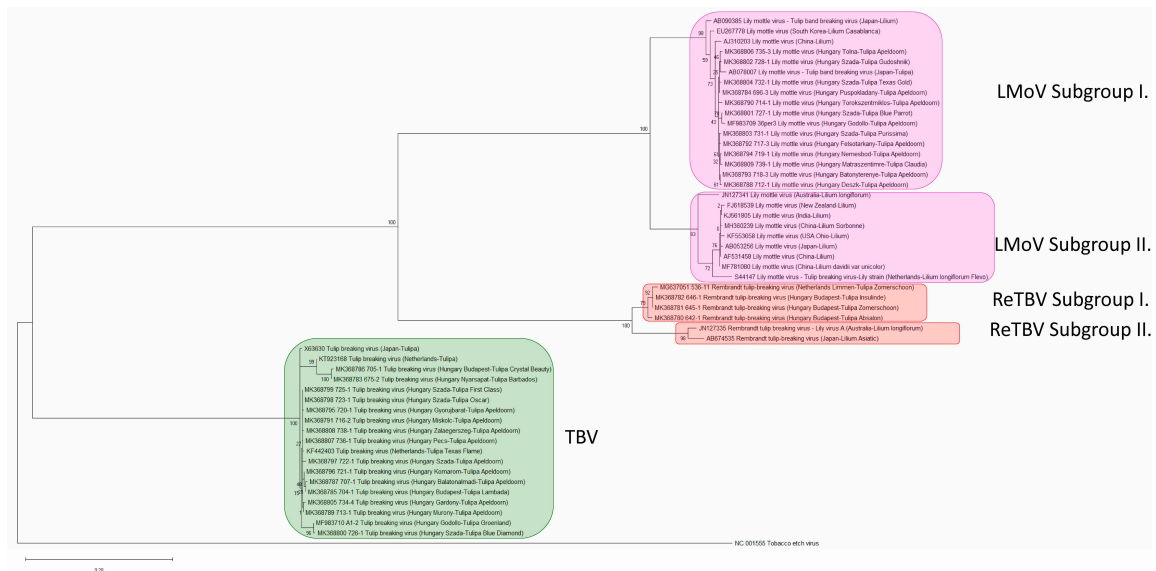 AB090385 Lily mottle virus - Tulip band breaking virus (Japan-Lilium)
EU267778 Lily mottle virus (South Korea-Lilium Casablanca)
AJ310203 Lily mottle virus (China-Lilium)
MK368806 735-3 Lily mottle virus (Hungary Tolna-Tulipa Apeldoorn)
MK368802 728-1 Lily mottle virus (Hungary Szada-Tulipa Gudoshnik)
AB078007 Lily mottle virus - Tulip band breaking virus (Japan-Tulipa)
MK368804 732-1 Lily mottle virus (Hungary Szada-Tulipa Texas Gold)
MK368784 696-3 Lily mottle virus (Hungary Puspokladany-Tulipa Apeldoorn)
MK368790 714-1 Lily mottle virus (Hungary Torokszentmiklos-Tulipa Apeldoorn)
MK368801 727-1 Lily mottle virus (Hungary Szada-Tulipa Blue Parrot)
MF983709 36per3 Lily mottle virus (Hungary Godollo-Tulipa Apeldoorn)
MK368803 731-1 Lily mottle virus (Hungary Szada-Tulipa Purissima)
MK368792 717-3 Lily mottle virus (Hungary Felsotarkany-Tulipa Apeldoorn)
MK368794 719-1 Lily mottle virus (Hungary Nemesbod-Tulipa Apeldoorn)
MK368809 739-1 Lily mottle virus (Hungary Matraszentimre-Tulipa Claudia)
MK368793 718-3 Lily mottle virus (Hungary Batonyterenye-Tulipa Apeldoorn)
MK368788 712-1 Lily mottle virus (Hungary Deszk-Tulipa Apeldoorn)
LMoV Subgroup I.
JN127341 Lily mottle virus (Australia-Lilium longiflorum)
FJ618539 Lily mottle virus (New Zealand-Lilium)
KJ561805 Lily mottle virus (India-Lilium)
MH360239 Lily mottle virus (China-Lilium Sorbonne)
KF553658 Lily mottle virus (USA Ohio-Lilium)
AB053256 Lily mottle virus (Japan-Lilium)
AF531458 Lily mottle virus (China-Lilium)
MF781080 Lily mottle virus (China-Lilium davidii var unicolor)
S44147 Lily mottle virus - Tulip breaking virus-Lily strain (Netherlands-Lilium longiflorum Flevo)
LMoV Subgroup II.
MG637051 536-11 Rembrandt tulip-breaking virus (Netherlands Limmen-Tulipa Zomerschoon)
MK368782 646-1 Rembrandt tulip-breaking virus (Hungary Budapest-Tulipa Insulinde)
MK368781 645-1 Rembrandt tulip-breaking virus (Hungary Budapest-Tulipa Zomerschoon)
MK368780 642-1 Rembrandt tulip-breaking virus (Hungary Budapest-Tulipa Absalon)
ReTBV Subgroup I.
JN127335 Rembrandt tulip breaking virus - Lily virus A (Australia-Lilium longiflorum)
AB674535 Rembrandt tulip-breaking virus (Japan-Lilium Asiatic)
ReTBV Subgroup II.
X63630 Tulip breaking virus (Japan-Tulipa)
KT923168 Tulip breaking virus (Netherlands-Tulipa)
MK368786 705-1 Tulip breaking virus (Hungary Budapest-Tulipa Crystal Beauty)
MK368783 675-2 Tulip breaking virus (Hungary Nyarsapat-Tulipa Barbados)
MK368799 725-1 Tulip breaking virus (Hungary Szada-Tulipa First Class)
MK368798 723-1 Tulip breaking virus (Hungary Szada-Tulipa Oscar)
MK368795 720-1 Tulip breaking virus (Hungary Gyorujbarat-Tulipa Apeldoorn)
MK368791 716-2 Tulip breaking virus (Hungary Miskolc-Tulipa Apeldoorn)
MK368808 738-1 Tulip breaking virus (Hungary Zalaegerszeg-Tulipa Apeldoorn)
MK368807 736-1 Tulip breaking virus (Hungary Pecs-Tulipa Apeldoorn)
KF442403 Tulip breaking virus (Netherlands-Tulipa Texas Flame)
MK368797 722-1 Tulip breaking virus (Hungary Szada-Tulipa Apeldoorn)
MK368796 721-1 Tulip breaking virus (Hungary Komarom-Tulipa Apeldoorn)
MK368787 707-1 Tulip breaking virus (Hungary Balatonalmadi-Tulipa Apeldoorn)
MK368785 704-1 Tulip breaking virus (Hungary Budapest-Tulipa Lambada)
MK368805 734-4 Tulip breaking virus (Hungary Gardony-Tulipa Apeldoorn)
MK368789 713-1 Tulip breaking virus (Hungary Murony-Tulipa Apeldoorn)
MF983710 A1-2 Tulip breaking virus (Hungary Godollo-Tulipa Groenland)
MK368800 726-1 Tulip breaking virus (Hungary Szada-Tulipa Blue Diamond)
TBV
NC 001555 Tobacco etch virus
100
100
100
100
100
98
59
73
83
72
76
99
100
0.20